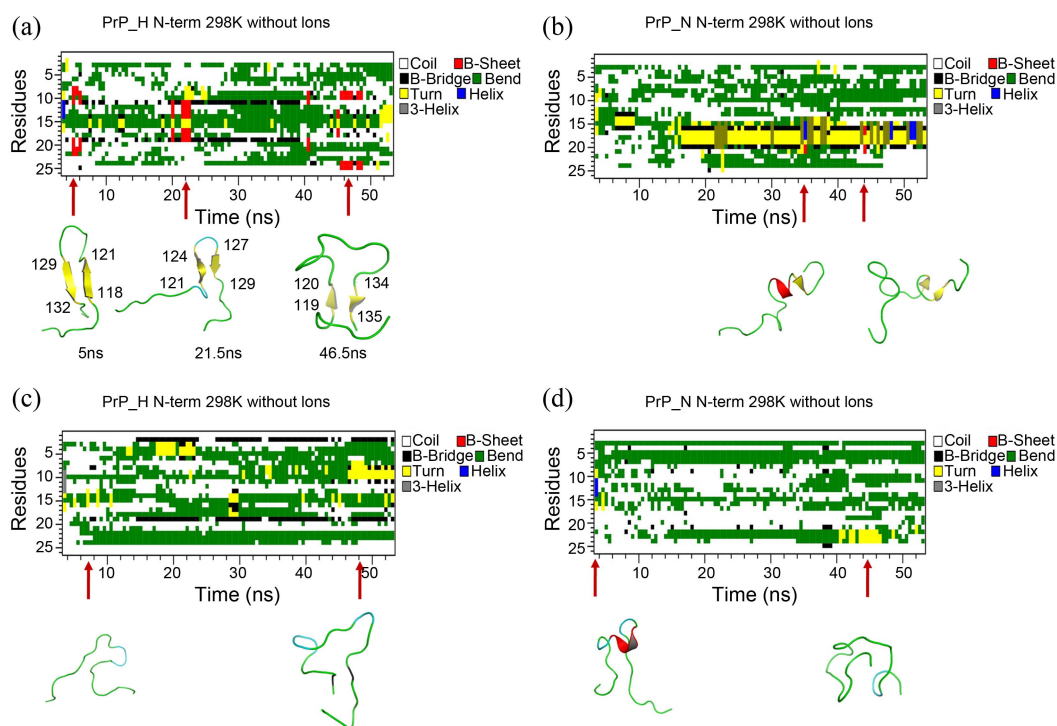 (a)
PrP_H N-term 298K without Ions
Residues
5
10
15
20
25
0
10
20
30
40
50
Time (ns)
Coil B-Sheet
B-Bridge Bend
Turn Helix
3-Helix
129
121
132
118
5ns
124
127
121
129
21.5ns
120
134
119
135
46.5ns
(b)
PrP_N N-term 298K without Ions
Residues
5
10
15
20
25
10
20
30
40
50
Time (ns)
Coil B-Sheet
B-Bridge Bend
Turn Helix
3-Helix
(c)
PrP_H N-term 298K without Ions
Residues
5
10
15
20
25
10
20
30
40
50
Time (ns)
Coil B-Sheet
B-Bridge Bend
Turn Helix
3-Helix
(d)
PrP_N N-term 298K without Ions
Residues
5
10
15
20
25
10
20
30
40
50
Time (ns)
Coil B-Sheet
B-Bridge Bend
Turn Helix
3-Helix